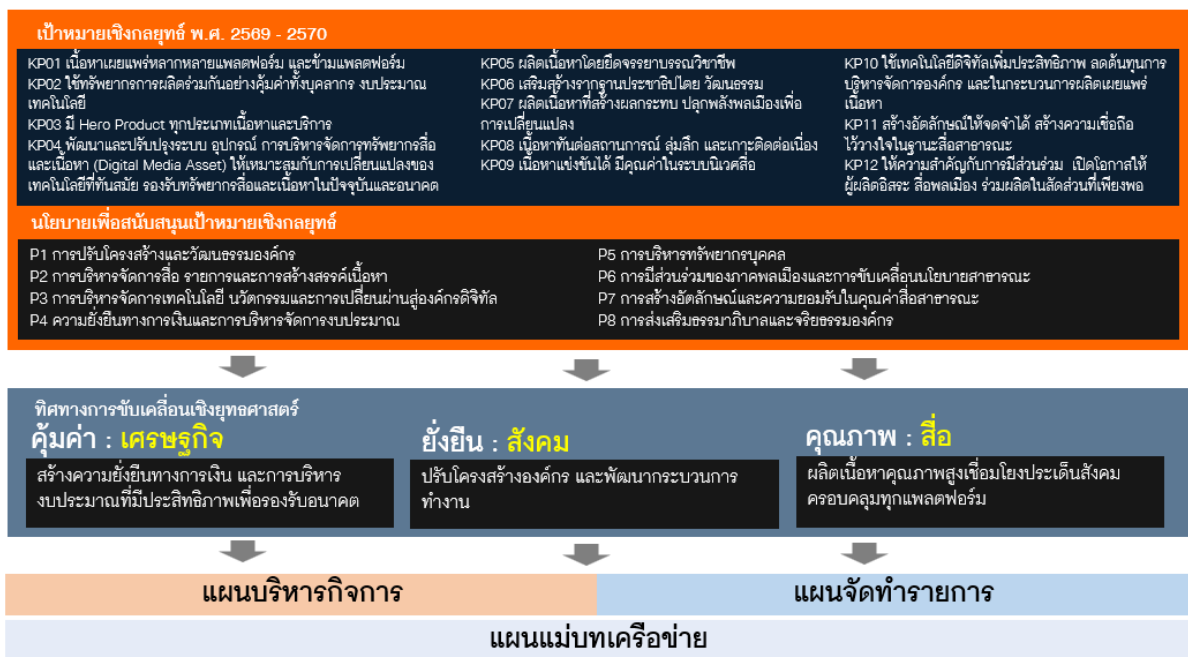 เป้าหมายเชิงกลยุทธ์ พ.ศ. 2569 - 2570
KP01 เนื้อหาเผยแพร่หลากหลายแพลตฟอร์ม และข้ามแพลตฟอร์ม
KP02 ใช้ทรัพยากรการผลิตร่วมกันอย่างคุ้มค่าทั้งบุคลากร งบประมาณ
เทคโนโลยี
KP03 มี Hero Product ทุกประเภทเนื้อหาและบริการ
KP04 พัฒนาและปรับปรุงระบบ อุปกรณ์ การบริหารจัดการทรัพยากรสื่อ
และเนื้อหา (Digital Media Asset) ให้เหมาะสมกับการเปลี่ยนแปลงของ
เทคโนโลยีที่ทันสมัย รองรับทรัพยากรสื่อและเนื้อหาในปัจจุบันและอนาคต
KP05 ผลิตเนื้อหาโดยยึดจรรยาบรรณวิชาชีพ
KP06 เสริมสร้างรากฐานประชาธิปไตย วัฒนธรรม
KP07 ผลิตเนื้อหาที่สร้างผลกระทบ ปลุกพลังพลเมืองเพื่อ
การเปลี่ยนแปลง
KP08 เนื้อหาทันต่อสถานการณ์ ลุ่มลึก และเกาะติดต่อเนื่อง
KP09 เนื้อหาแข่งขันได้ มีคุณค่าในระบบนิเวศสื่อ
KP10 ใช้เทคโนโลยีดิจิทัลเพิ่มประสิทธิภาพ ลดต้นทุนการ
บริหารจัดการองค์กร และในกระบวนการผลิตเผยแพร่
เนื้อหา
KP11 สร้างอัตลักษณ์ให้จดจำได้ สร้างความเชื่อถือ
ไว้วางใจในฐานะสื่อสาธารณะ
KP12 ให้ความสำคัญกับการมีส่วนร่วม เปิดโอกาสให้
ผู้ผลิตอิสระ สื่อพลเมือง ร่วมผลิตในสัดส่วนที่เพียงพอ
นโยบายเพื่อสนับสนุนเป้าหมายเชิงกลยุทธ์
P1 การปรับโครงสร้างและวัฒนธรรมองค์กร
P2 การบริหารจัดการสื่อ รายการและการสร้างสรรค์เนื้อหา
P3 การบริหารจัดการเทคโนโลยี นวัตกรรมและการเปลี่ยนผ่านสู่องค์กรดิจิทัล
P4 ความยั่งยืนทางการเงินและการบริหารจัดการงบประมาณ
P5 การบริหารทรัพยากรบุคคล
P6 การมีส่วนร่วมของภาคพลเมืองและการขับเคลื่อนนโยบายสาธารณะ
P7 การสร้างอัตลักษณ์และความยอมรับในคุณค่าสื่อสาธารณะ
P8 การส่งเสริมธรรมาภิบาลและจริยธรรมองค์กร
ทิศทางการขับเคลื่อนเชิงยุทธศาสตร์
คุ้มค่า : เศรษฐกิจ
สร้างความยั่งยืนทางการเงิน และการบริหาร
งบประมาณที่มีประสิทธิภาพเพื่อรองรับอนาคต
ยั่งยืน : สังคม
ปรับโครงสร้างองค์กร และพัฒนากระบวนการ
ทำงาน
คุณภาพ : สื่อ
ผลิตเนื้อหาคุณภาพสูงเชื่อมโยงประเด็นสังคม
ครอบคลุมทุกแพลตฟอร์ม
แผนบริหารกิจการ
แผนจัดทำรายการ
แผนแม่บทเครือข่าย